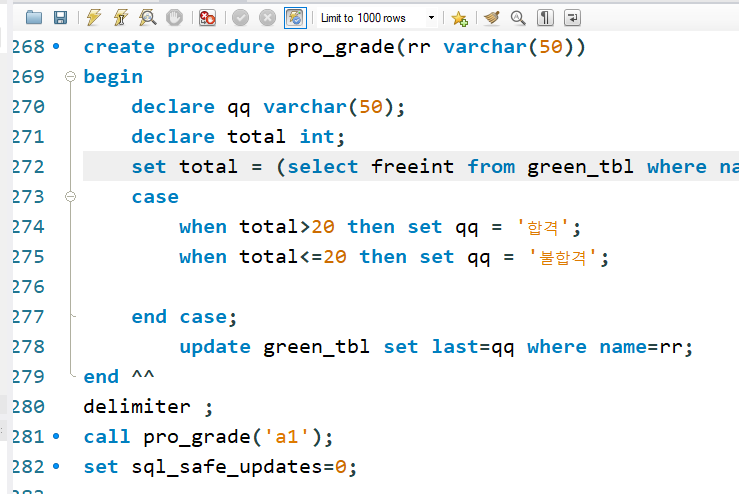 Limit to 1000 rows
268 create procedure pro_grade(rr varchar(50))
269 begin
270 declare qq varchar(50);
271 declare total int;
272 set total = (select freeint from green_tbl where na
273 case
274 when total>20 then set qq = '합격';
275 when total<=20 then set qq = '불합격';
276
277 end case;
278 update green_tbl set last=qq where name=rr;
279 end ^^
280 delimiter ;
281 call pro_grade('a1');
282 set sql_safe_updates=0;